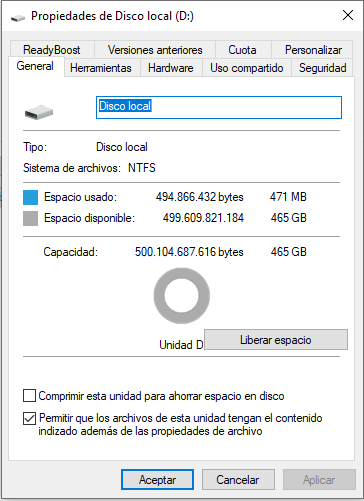 Propiedades de Disco local (D:)
ReadyBoost Versiones anteriores Cuota Personalizar
General Herramientas Hardware Uso compartido Seguridad
Disco local
Tipo: Disco local
Sistema de archivos: NTFS
Espacio usado: 494.866.432 bytes 471 MB
Espacio disponible: 499.609.821.184 465 GB
Capacidad: 500.104.687.616 bytes 465 GB
Unidad D Liberar espacio
Comprimir esta unidad para ahorrar espacio en disco
Permitir que los archivos de esta unidad tengan el contenido
indizado además de las propiedades de archivo
Aceptar Cancelar Aplicar